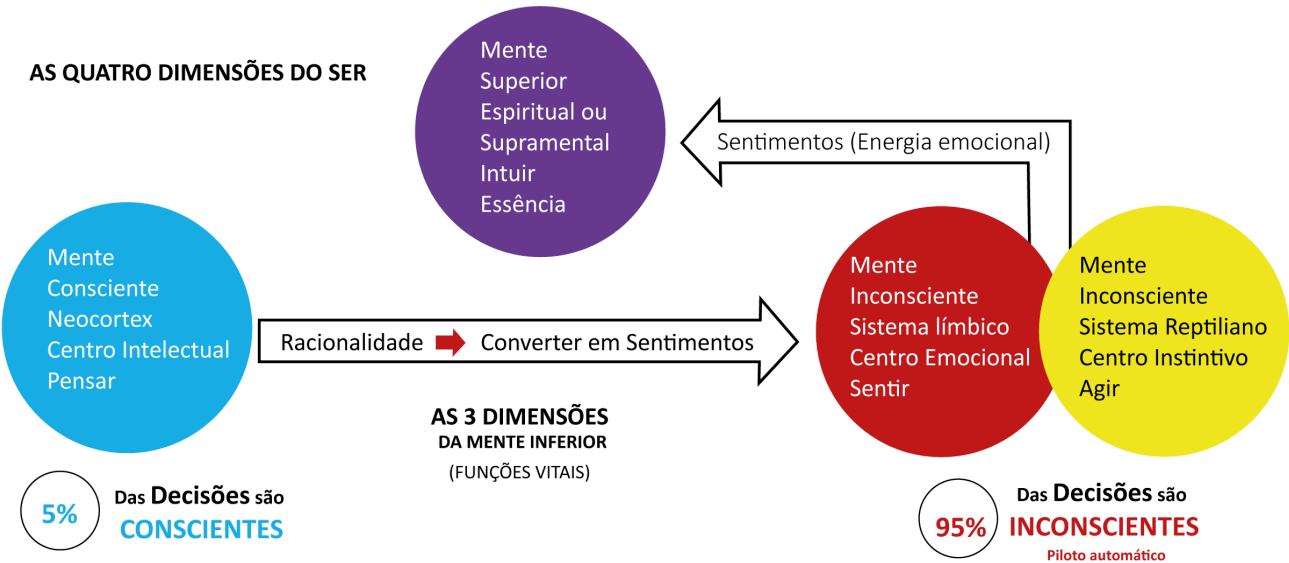 AS QUATRO DIMENSÕES DO SER
Mente
Superior
Espiritual ou
Supramental
Intuir
Essência
Sentimentos (Energia emocional)
Mente
Consciente
Neocortex
Centro Intelectual
Pensar
Racionalidade
Converter em Sentimentos
Mente
Inconsciente
Sistema límbico
Centro Emocional
Sentir
Mente
Inconsciente
Sistema Reptiliano
Centro Instintivo
Agir
AS 3 DIMENSÕES
DA MENTE INFERIOR
(FUNÇÕES VITAIS)
5%
Das Decisões são
CONSCIENTES
95%
Das Decisões são
INCONSCIENTES
Piloto automático